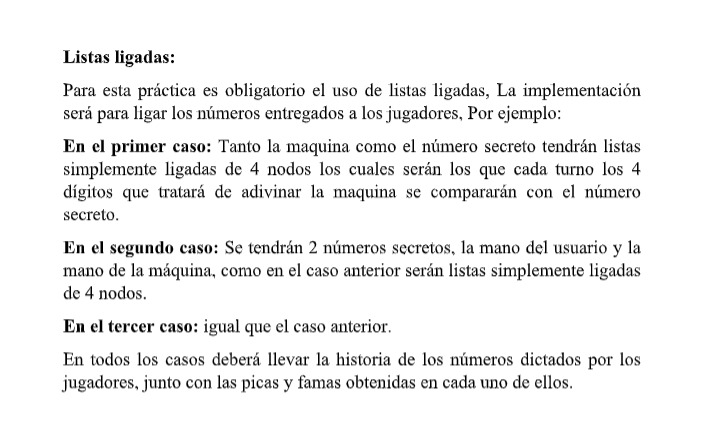 Listas ligadas:
Para esta práctica es obligatorio el uso de listas ligadas, La implementación
será para ligar los números entregados a los jugadores, Por ejemplo:
En el primer caso: Tanto la maquina como el número secreto tendrán listas
simplemente ligadas de 4 nodos los cuales serán los que cada turno los 4
dígitos que tratará de adivinar la maquina se compararán con el número
secreto.
En el segundo caso: Se tendrán 2 números secretos, la mano del usuario y la
mano de la máquina, como en el caso anterior serán listas simplemente ligadas
de 4 nodos.
En el tercer caso: igual que el caso anterior.
En todos los casos deberá llevar la historia de los números dictados por los
jugadores, junto con las picas y famas obtenidas en cada uno de ellos.